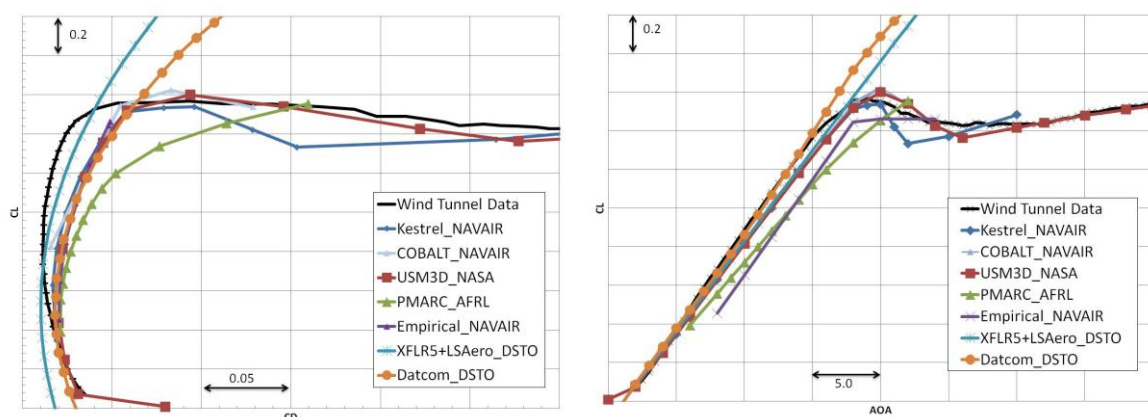 0.2
CL
Wind Tunnel Data
Kestrel_NAVAIR
COBALT_NAVAIR
USM3D_NASA
PMARC_AFRL
Empirical_NAVAIR
XFLR5+LSAero_DSTO
Datcom_DSTO
0.05
0.2
CL
Wind Tunnel Data
Kestrel_NAVAIR
COBALT_NAVAIR
USM3D_NASA
PMARC_AFRL
Empirical_NAVAIR
XFLR5+LSAero_DSTO
Datcom_DSTO
5.0
AOA